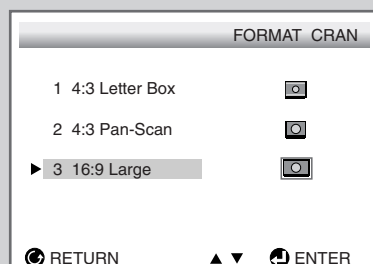 FORMAT CRAN
1 4:3 Letter Box
2 4:3 Pan-Scan
3 16:9 Large
RETURN ▲ ▼ ENTER